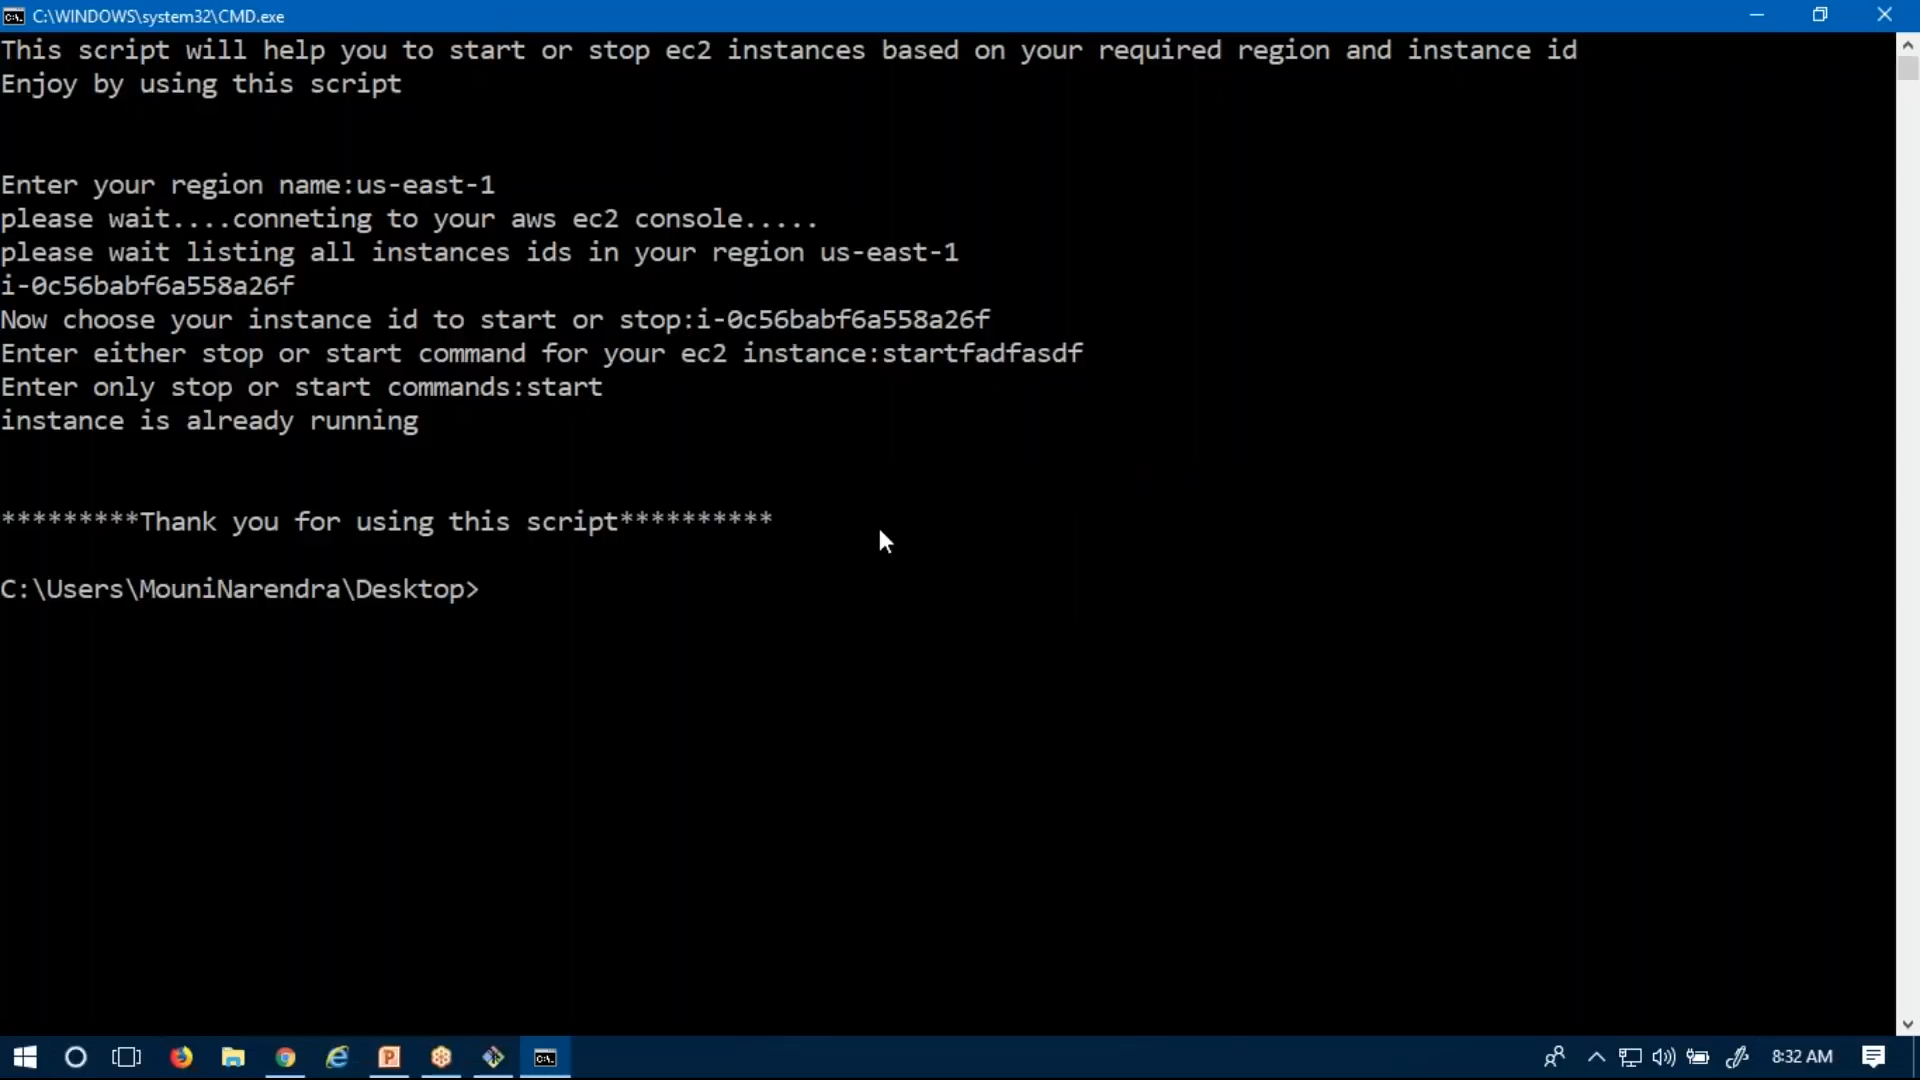 C:\WINDOWS\system32\CMD.exe
This script will help you to start or stop ec2 instances based on your required region and instance id
Enjoy by using this script
Enter your region name:us-east-1
please wait....conneting to your aws ec2 console.....
please wait listing all instances ids in your region us-east-1
i-0c56babf6a558a26f
Now choose your instance id to start or stop:i-0c56babf6a558a26f
Enter either stop or start command for your ec2 instance:startfadfasdf
Enter only stop or start commands:start
instance is already running
*********Thank you for using this script**********
C:\Users\MouniNarendra\Desktop>
8:32 AM